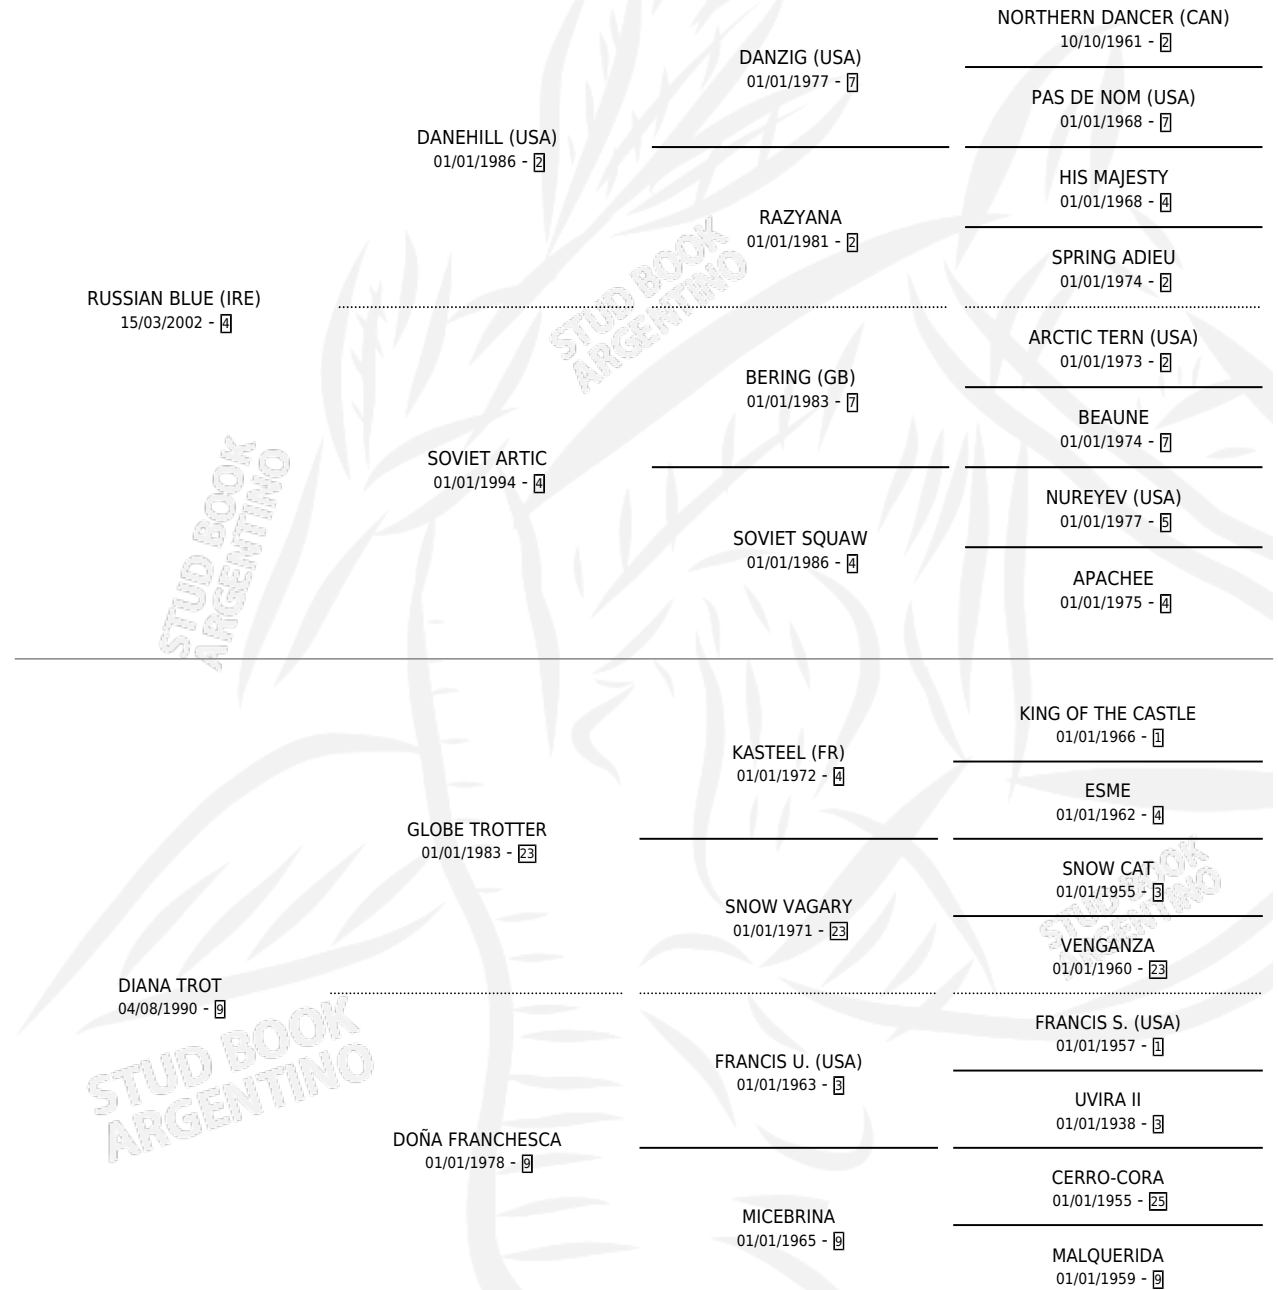 NORTHERN DANCER (CAN)
10/10/1961 - 2
DANZIG (USA)
01/01/1977 - 7
PAS DE NOM (USA)
01/01/1968 - 7
DANEHILL (USA)
01/01/1986 - 2
HIS MAJESTY
01/01/1968 - 4
RAZYANA
01/01/1981 - 2
SPRING ADIEU
01/01/1974 - 2
RUSSIAN BLUE (IRE)
15/03/2002 - 4
STUD BOOK
ARGENTINO
ARCTIC TERN (USA)
01/01/1973 - 2
BERING (GB)
01/01/1983 - 7
BEAUNE
01/01/1974 - 7
SOVIET ARTIC
01/01/1994 - 4
NUREYEV (USA)
01/01/1977 - 5
SOVIET SQUAW
01/01/1986 - 4
APACHEE
01/01/1975 - 4
STUD BOOK
ARGENTINO
KING OF THE CASTLE
01/01/1966 - 1
KASTEEL (FR)
01/01/1972 - 4
ESME
01/01/1962 - 4
GLOBE TROTTER
01/01/1983 - 23
SNOW CAT
01/01/1955 - 3
SNOW VAGARY
01/01/1971 - 23
STUD BOOK
ARGENTINO
VENGANZA
01/01/1960 - 23
DIANA TROT
04/08/1990 - 9
STUD BOOK
ARGENTINO
FRANCIS S. (USA)
01/01/1957 - 1
FRANCIS U. (USA)
01/01/1963 - 3
UVIRA II
01/01/1938 - 3
DOÑA FRANCHESCA
01/01/1978 - 9
CERRO-CORA
01/01/1955 - 25
MICEBRINA
01/01/1965 - 9
MALQUERIDA
01/01/1959 - 9